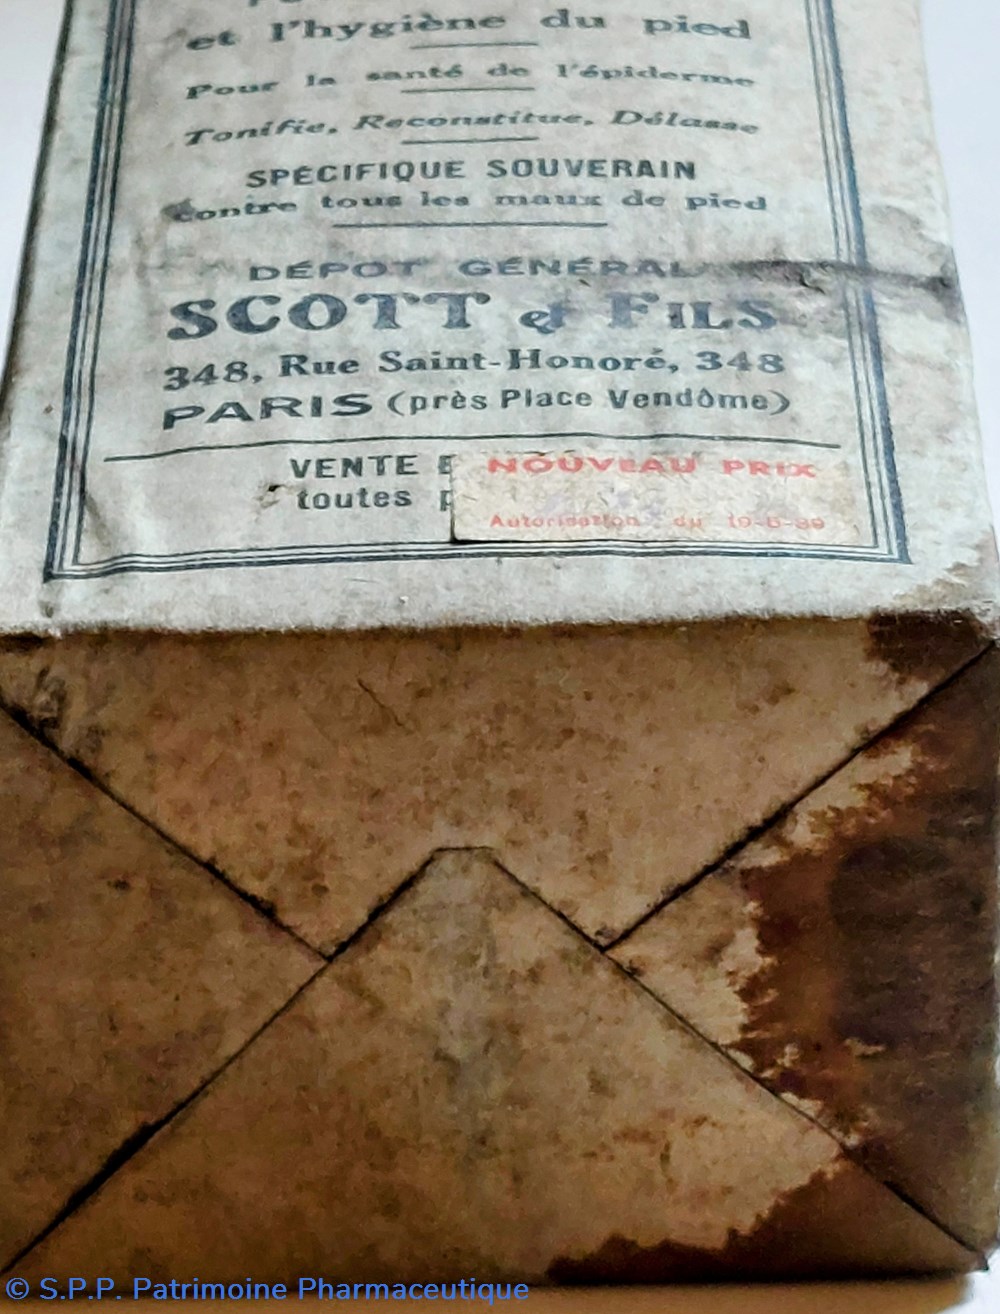 et l'hygiène du pied
Pour la santé de l'épiderme
Tonifie, Reconstitue, Délasse
SPÉCIFIQUE SOUVERAIN
contre tous les maux de pied
DÉPOT GÉNÉRAL
SCOTT & FILS
348, Rue Saint-Honoré, 348
PARIS (près Place Vendôme)
VENTE E
toutes p
NOUVEAU PRIX
Autorisation du
© S.P.P. Patrimoine Pharmaceutique